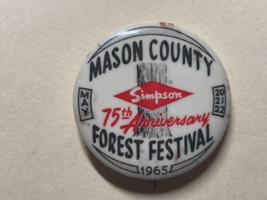 MASON COUNTY
Simpson
75th Anniversary
MAY
20
21
22
FOREST FESTIVAL
1965